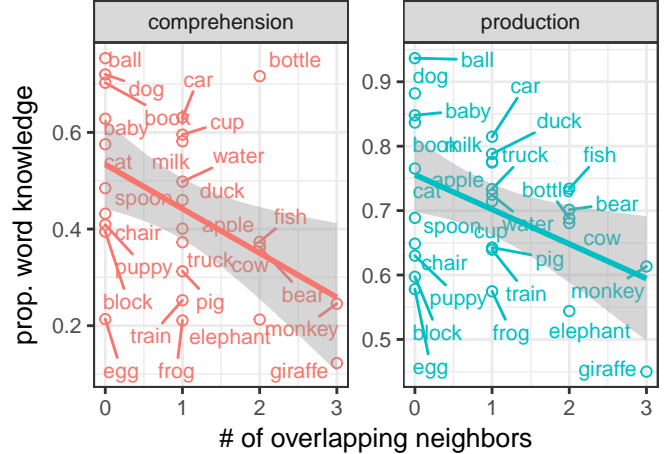 comprehension
production
prop. word knowledge
0.6
0.4
0.2
ball
dog
book
car
bottle
baby
cup
cat
milk
water
spoon
duck
apple
fish
chair
puppy
truck
cow
bear
block
pig
train
elephant
monkey
egg
frog
giraffe
0
1
2
3
0.9
0.8
0.7
0.6
0.5
ball
dog
car
baby
duck
book
milk
truck
fish
cat
apple
bottle
bear
spoon
water
cup
cow
chair
pig
puppy
train
monkey
block
frog
elephant
egg
giraffe
0
1
2
3
# of overlapping neighbors